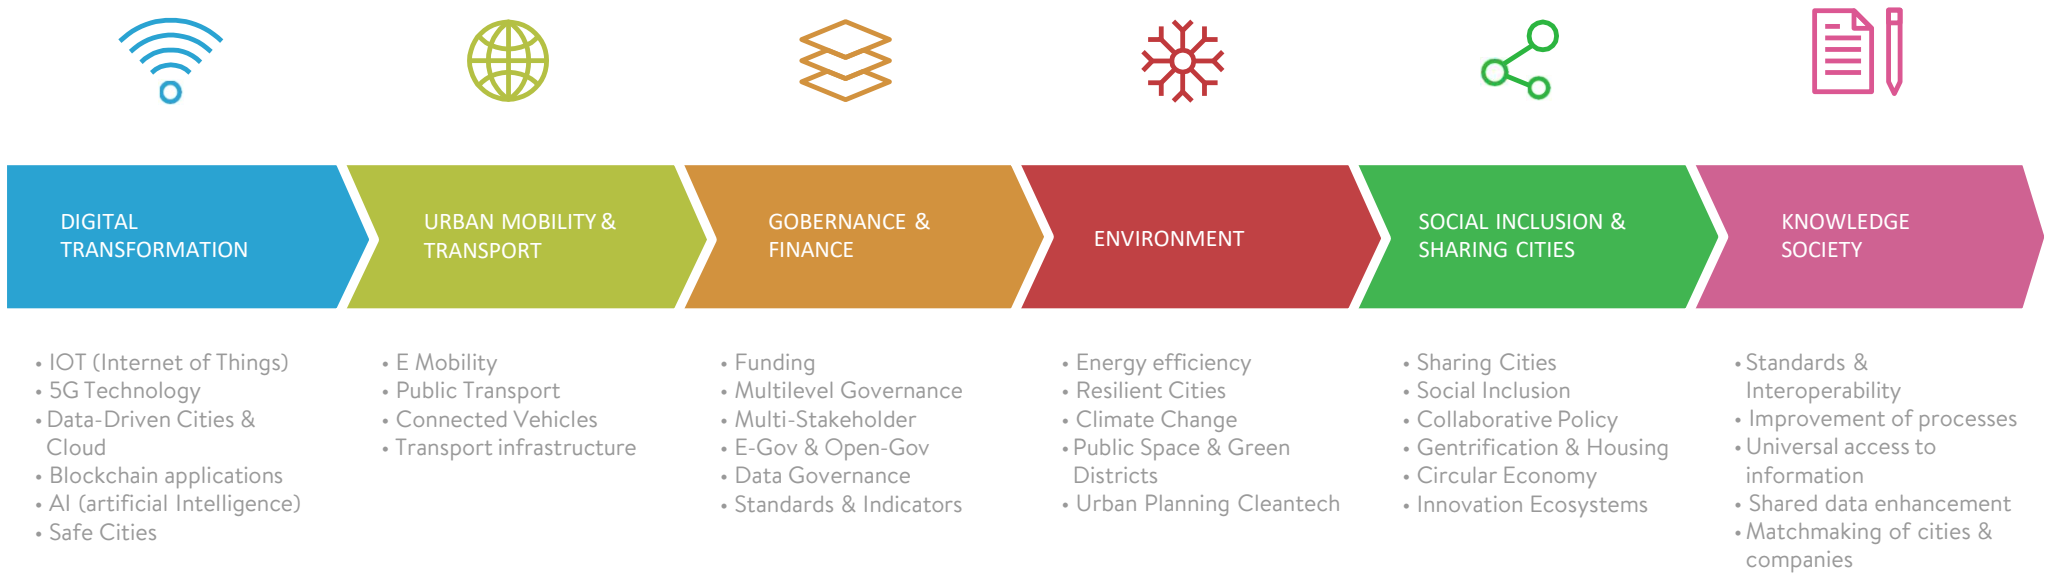 DIGITAL
TRANSFORMATION
URBAN MOBILITY &
TRANSPORT
GOBERNANCE &
FINANCE
ENVIRONMENT
SOCIAL INCLUSION &
SHARING CITIES
KNOWLEDGE
SOCIETY
• IOT (Internet of Things)
• 5G Technology
• Data-Driven Cities &
Cloud
• Blockchain applications
• AI (artificial Intelligence)
• Safe Cities
• E Mobility
• Public Transport
• Connected Vehicles
• Transport infrastructure
• Funding
• Multilevel Governance
• Multi-Stakeholder
• E-Gov & Open-Gov
• Data Governance
• Standards & Indicators
• Energy efficiency
• Resilient Cities
• Climate Change
• Public Space & Green
Districts
• Urban Planning Cleantech
• Sharing Cities
• Social Inclusion
• Collaborative Policy
• Gentrification & Housing
• Circular Economy
• Innovation Ecosystems
• Standards &
Interoperability
• Improvement of processes
• Universal access to
information
• Shared data enhancement
• Matchmaking of cities &
companies